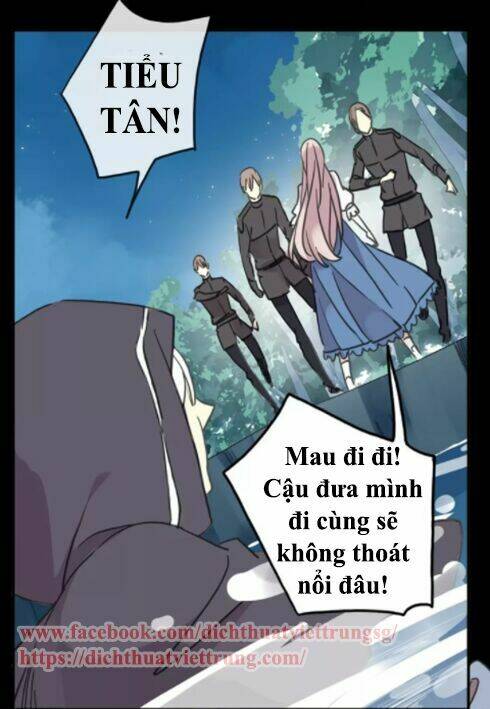 TIỂU
TÂN!
Mau đi đi!
Cậu đưa mình
đi cùng sẽ
không thoát
nổi đâu!
www.facebook.com/dichthuatviettrungsg/
https://dichthuatviettrung.com/